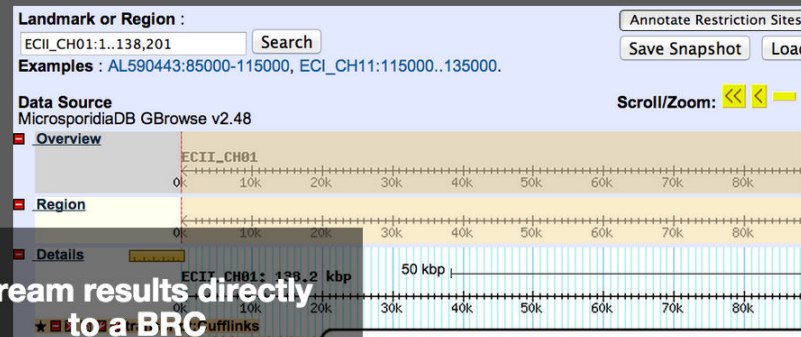 Landmark or Region :
ECII_CH01:1..138,201
Search
Examples : AL590443:85000-115000, ECI_CH11:115000..135000.
Annotate Restriction Sites
Save Snapshot
Data Source
MicrosporidiaDB GBrowse v2.48
Scroll/Zoom: << < 
Overview
ECII_CH01
0k 10k 20k 30k 40k 50k 60k 70k 80k
Region
0k 10k 20k 30k 40k 50k 60k 70k 80k
Details
ECII_CH01: 138.2 kbp
50 kbp
results directly
0k 10k 20k 30k 40k 50k 60k 70k 80k
to a BRC
Cufflinks